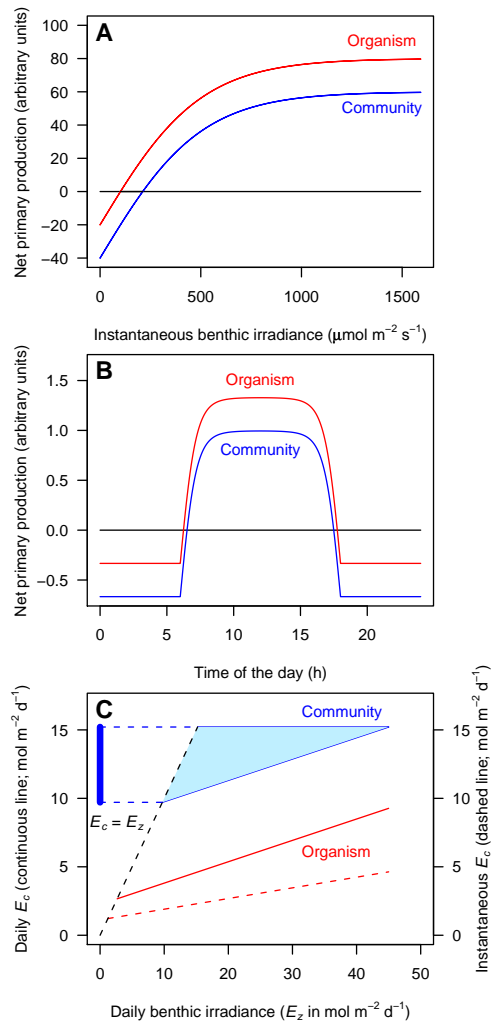 A
Organism
Community
Net primary production (arbitrary units)
100
80
60
40
20
0
−20
−40
0 500 1000 1500
Instantaneous benthic irradiance (μmol m⁻² s⁻¹)
B
Organism
Community
Net primary production (arbitrary units)
1.5
1.0
0.5
0.0
−0.5
0 5 10 15 20
Time of the day (h)
C
Community
E_c = E_z
Organism
Daily E_c (continuous line; mol m⁻² d⁻¹)
15
10
5
0
Instantaneous E_c (dashed line; mol m⁻² d⁻¹)
15
10
5
0
0 10 20 30 40 50
Daily benthic irradiance (E_z in mol m⁻² d⁻¹)